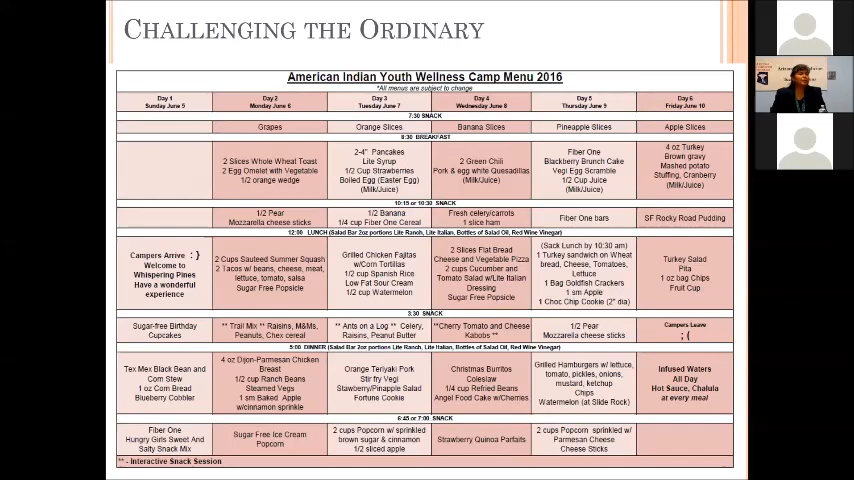 CHALLENGING THE ORDINARY
American Indian Youth Wellness Camp Menu 2016
*All menus are subject to change
Day 1 Day 2 Day 3 Day 4 Day 5 Day 6
Sunday June 5 Monday June 6 Tuesday June 7 Wednesday June 8 Thursday June 9 Friday June 10
7:30 SNACK
Grapes
Orange Slices
Banana Slices
Pineapple Slices
Apple Slices
8:30 BREAKFAST
2 Slices Whole Wheat Toast
2 Egg Omelet with Vegetable
1/2 orange wedge
2-4" Pancakes
Lite Syrup
1/2 Cup Strawberries
Boiled Egg (Easter Egg)
(Milk/Juice)
2 Green Chili
Pork & egg white Quesadillas
(Milk/Juice)
Fiber One
Blackberry Brunch Cake
Vegi Egg Scramble
1/2 Cup Juice
(Milk/Juice)
4 oz Turkey
Brown gravy
Mashed potato
Stuffing, Cranberry
(Milk/Juice)
10:15 or 10:30 SNACK
1/2 Pear
Mozzarella cheese sticks
1/2 Banana
1/4 cup Fiber One Cereal
Fresh celery/carrots
1 slice ham
Fiber One bars
SF Rocky Road Pudding
12:00 LUNCH (Salad Bar 2oz portions Lite Ranch, Lite Italian, Bottles of Salad Oil, Red Wine Vinegar)
Campers Arrive : }
Welcome to
Whispering Pines
Have a wonderful
experience
2 Cups Sauteed Summer Squash
2 Tacos w/ beans, cheese, meat,
lettuce, tomato, salsa
Sugar Free Popsicle
Grilled Chicken Fajitas
w/Corn Tortillas
1/2 cup Spanish Rice
Low Fat Sour Cream
1/2 cup Watermelon
2 Slices Flat Bread
Cheese and Vegetable Pizza
2 cups Cucumber and
Tomato Salad w/Lite Italian
Dressing
Sugar Free Popsicle
(Sack Lunch by 10:30 am)
1 Turkey sandwich on Wheat
bread, Cheese, Tomatoes,
Lettuce
1 Bag Goldfish Crackers
1 sm Apple
1 Choc Chip Cookie (2" dia)
Turkey Salad
Pita
1 oz bag Chips
Fruit Cup
3:30 SNACK
Sugar-free Birthday
Cupcakes
** Trail Mix ** Raisins, M&Ms,
Peanuts, Chex cereal
** Ants on a Log ** Celery,
Raisins, Peanut Butter
**Cherry Tomato and Cheese
Kabobs **
1/2 Pear
Mozzarella cheese sticks
Campers Leave
; (
5:00 DINNER (Salad Bar 2oz portions Lite Ranch, Lite Italian, Bottles of Salad Oil, Red Wine Vinegar)
Tex Mex Black Bean and
Corn Stew
1 oz Corn Bread
Blueberry Cobbler
4 oz Dijon-Parmesan Chicken
Breast
1/2 cup Ranch Beans
Steamed Vegs
1 sm Baked Apple
w/cinnamon sprinkle
Orange Teriyaki Pork
Stir fry Vegi
Stawberry/Pinapple Salad
Fortune Cookie
Christmas Burritos
Coleslaw
1/4 cup Refried Beans
Angel Food Cake w/Cherries
Grilled Hamburgers w/ lettuce,
tomato, pickles, onions,
mustard, ketchup
Chips
Watermelon (at Slide Rock)
Infused Waters
All Day
Hot Sauce, Chalula
at every meal
6:45 or 7:00 SNACK
Fiber One
Hungry Girls Sweet And
Salty Snack Mix
Sugar Free Ice Cream
Popcorn
2 cups Popcorn w/ sprinkled
brown sugar & cinnamon
1/2 sliced apple
Strawberry Quinoa Parfaits
2 cups Popcorn sprinkled w/
Parmesan Cheese
Cheese Sticks
** - Interactive Snack Session